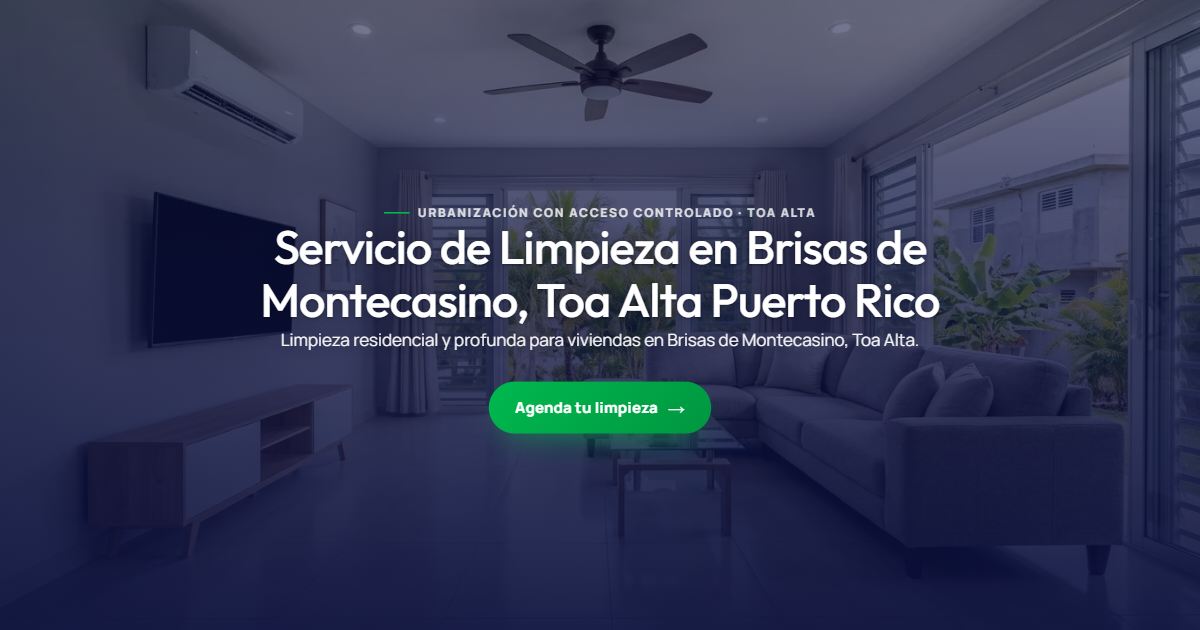 URBANIZACIÓN CON ACCESO CONTROLADO · TOA ALTA
Servicio de Limpieza en Brisas de
Montecasino, Toa Alta Puerto Rico
Limpieza residencial y profunda para viviendas en Brisas de Montecasino, Toa Alta.
Agenda tu limpieza →